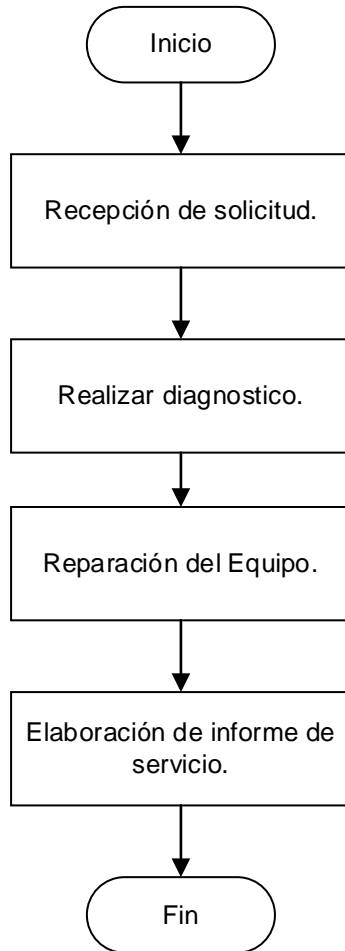 Inicio
Recepción de solicitud.
Realizar diagnostico.
Reparación del Equipo.
Elaboración de informe de
servicio.
Fin